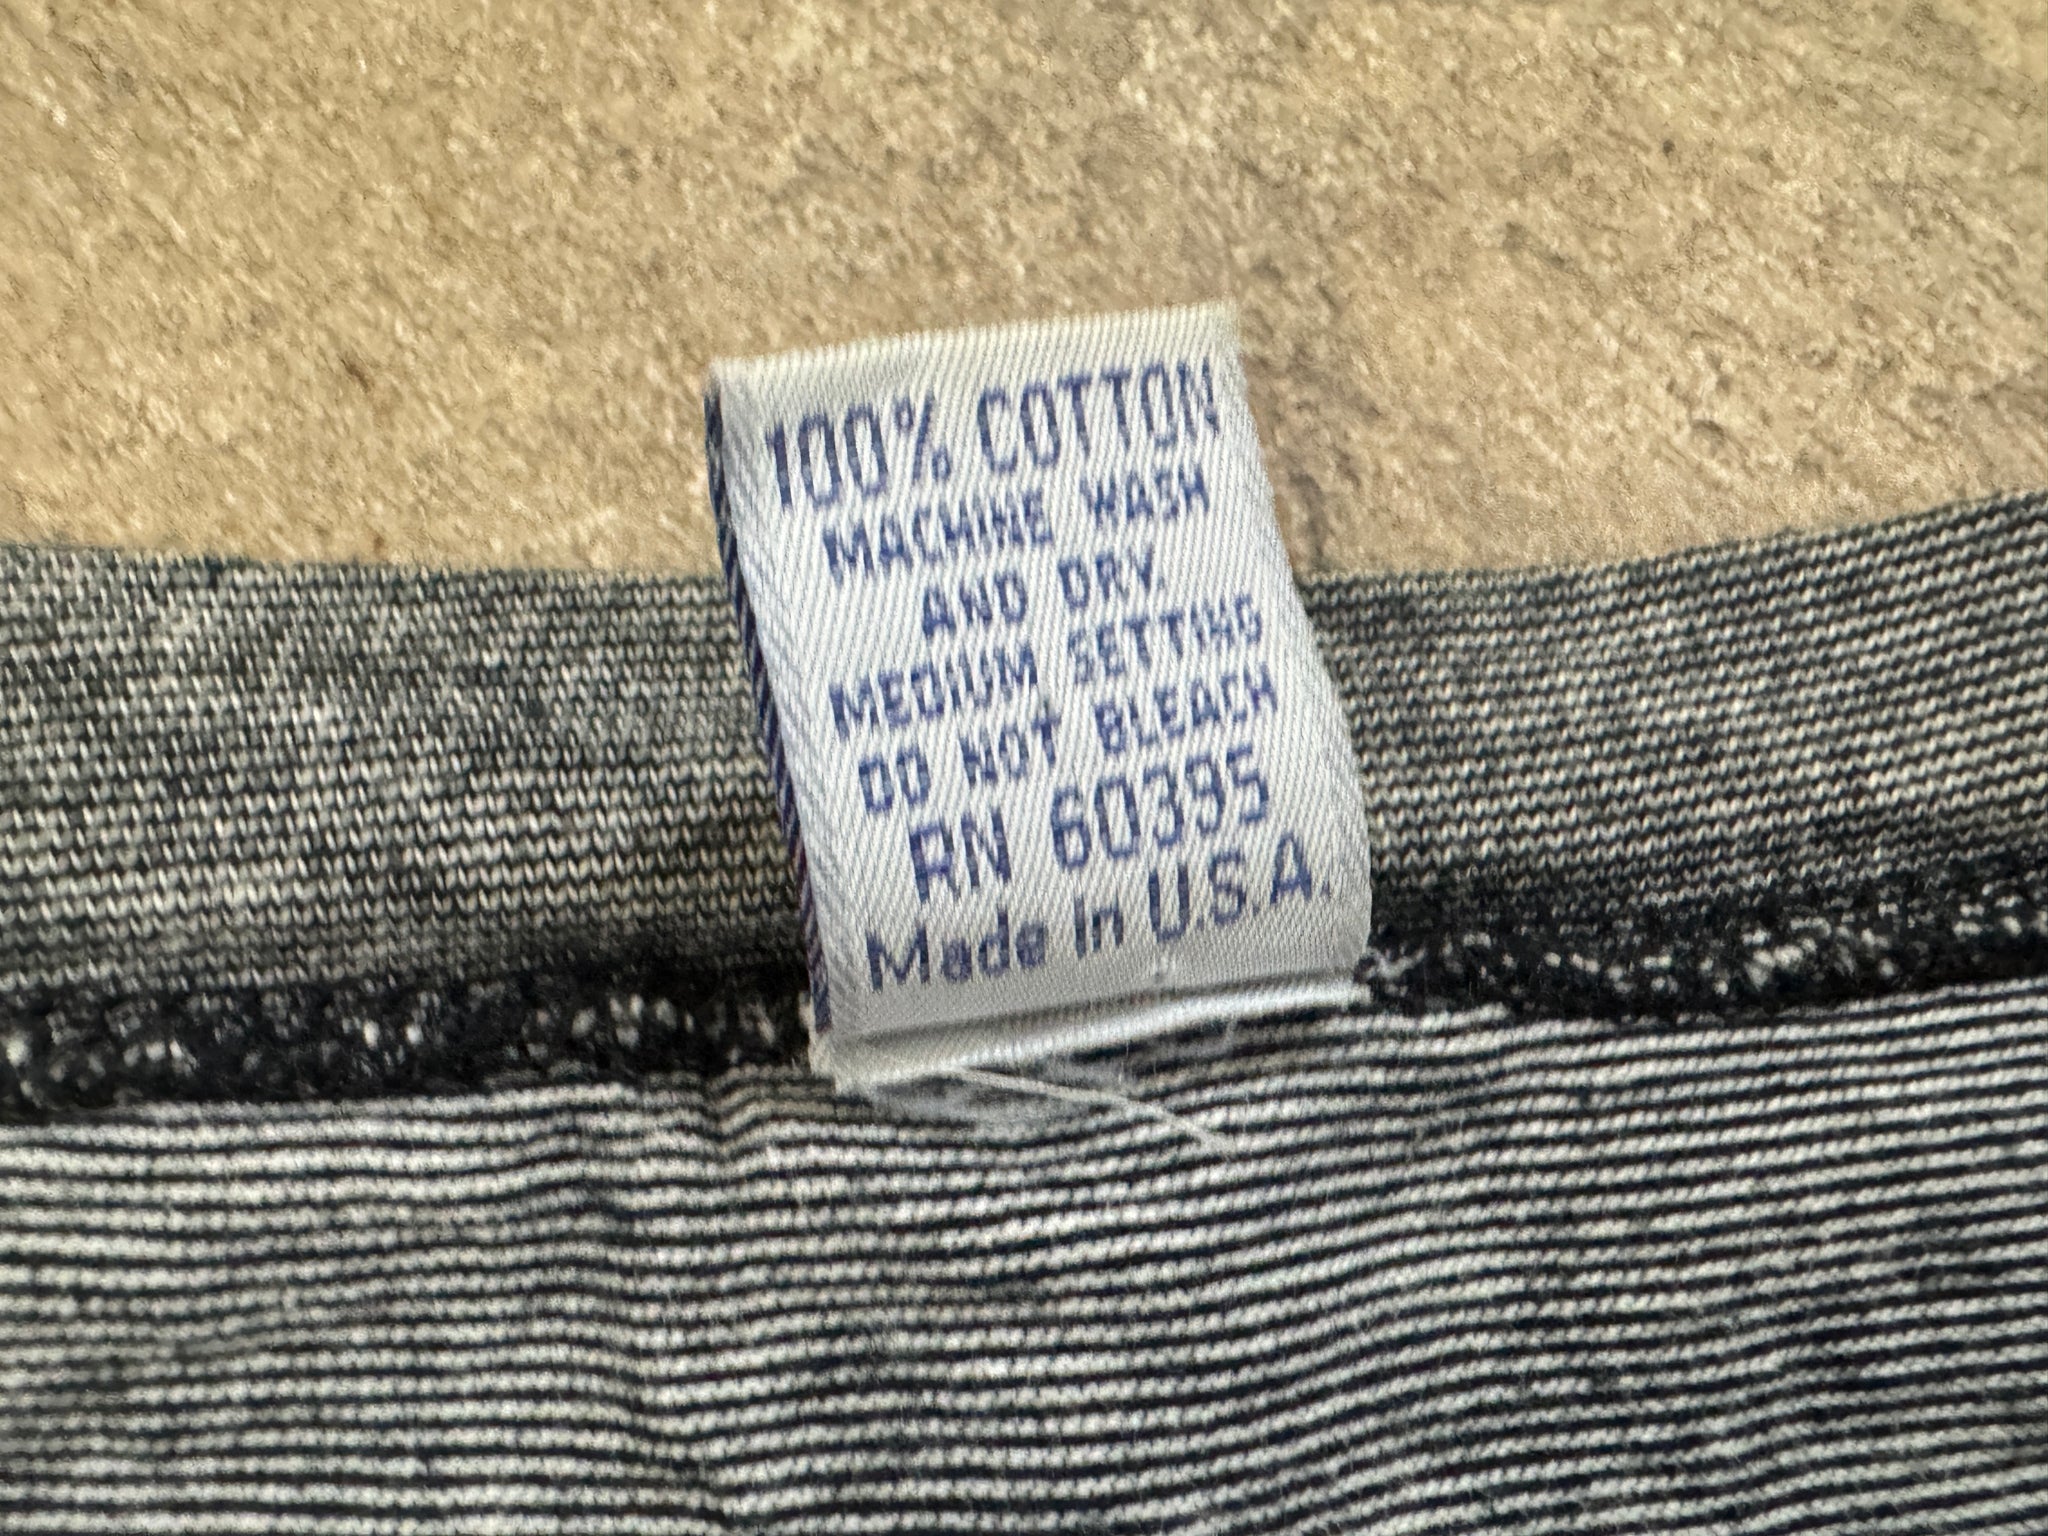 100% COTTON
MACHINE WASH
AND DRY
MEDIUM SETTING
DO NOT BLEACH
RN 60395
Made In U.S.A.